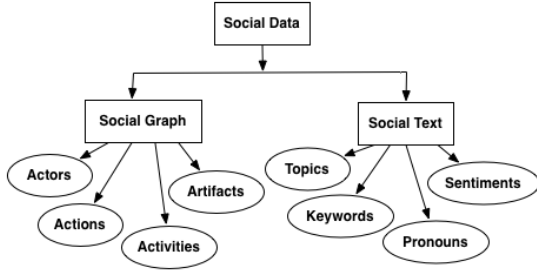 Social Data
Social Graph
Social Text
Actors
Actions
Activities
Artifacts
Topics
Keywords
Pronouns
Sentiments